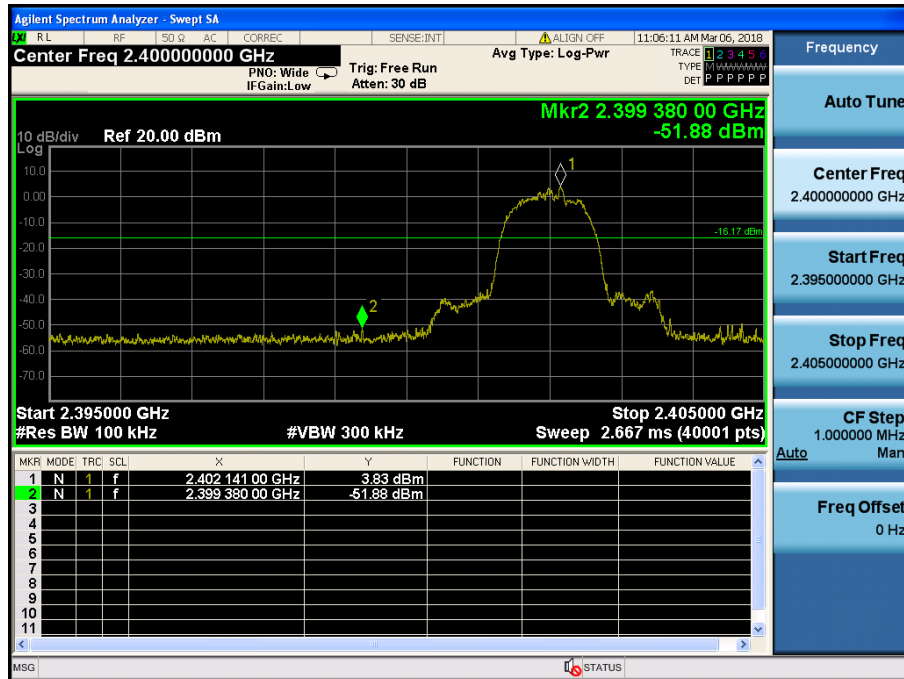 Agilent Spectrum Analyzer - Swept SA
LXI RL RF 50 Ω AC CORREC SENSE:INT ALIGN OFF 11:06:11 AM Mar 06, 2018
Center Freq 2.400000000 GHz
PNO: Wide
IFGain:Low
Trig: Free Run
Atten: 30 dB
Avg Type: Log-Pwr
TRACE 1 2 3 4 5 6
TYPE M WWWWW
DET P P P P P P
Mkr2 2.399 380 00 GHz
-51.88 dBm
10 dB/div Ref 20.00 dBm
Log
10.0
0.00
-10.0
-20.0
-30.0
-40.0
-50.0
-60.0
-70.0
1
-16.17 dBm
2
Start 2.395000 GHz Stop 2.405000 GHz
#Res BW 100 kHz #VBW 300 kHz Sweep 2.667 ms (40001 pts)
MKR MODE TRC SCL X Y FUNCTION FUNCTION WIDTH FUNCTION VALUE
1 N 1 f 2.402 141 00 GHz 3.83 dBm
2 N 1 f 2.399 380 00 GHz -51.88 dBm
3
4
5
6
7
8
9
10
11
MSG STATUS
Frequency
Auto Tune
Center Freq
2.400000000 GHz
Start Freq
2.395000000 GHz
Stop Freq
2.405000000 GHz
CF Step
1.000000 MHz
Auto Man
Freq Offset
0 Hz